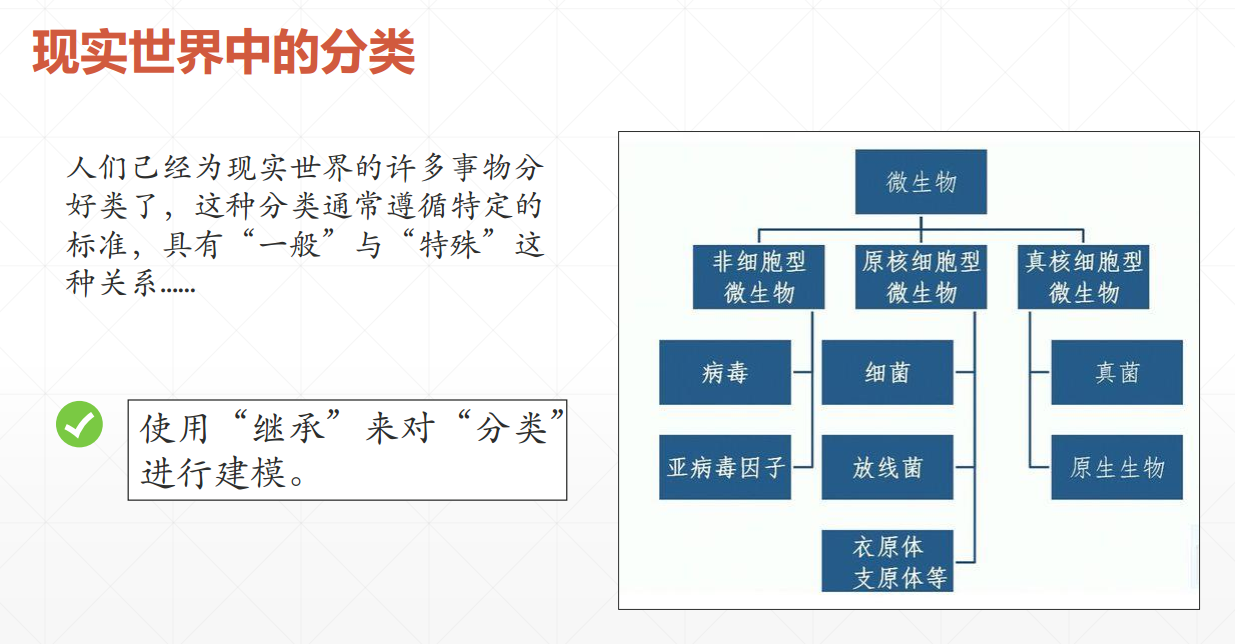 现实世界中的分类
人们已经为现实世界的许多事物分
好类了，这种分类通常遵循特定的
标准，具有“一般”与“特殊”这
种关系……
使用“继承”来对“分类”
进行建模。
微生物
非细胞型
微生物
原核细胞型
微生物
真核细胞型
微生物
病毒
细菌
真菌
亚病毒因子
放线菌
原生生物
衣原体
支原体等